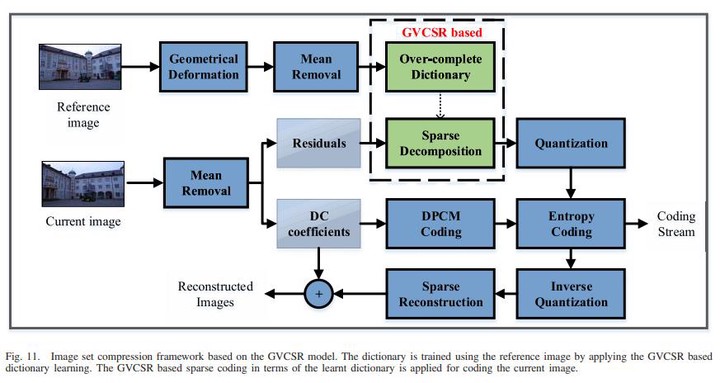 GVCSR based
Geometrical
Deformation
Mean
Removal
Over-complete
Dictionary
Reference
image
Residuals
Sparse
Decomposition
Quantization
Mean
Removal
Current image
DC
coefficients
DPCM
Coding
Entropy
Coding
Coding
Stream
Reconstructed
Images
+
Sparse
Reconstruction
Inverse
Quantization
Fig. 11. Image set compression framework based on the GVCSR model. The dictionary is trained using the reference image by applying the GVCSR based
dictionary learning. The GVCSR based sparse coding in terms of the learnt dictionary is applied for coding the current image.